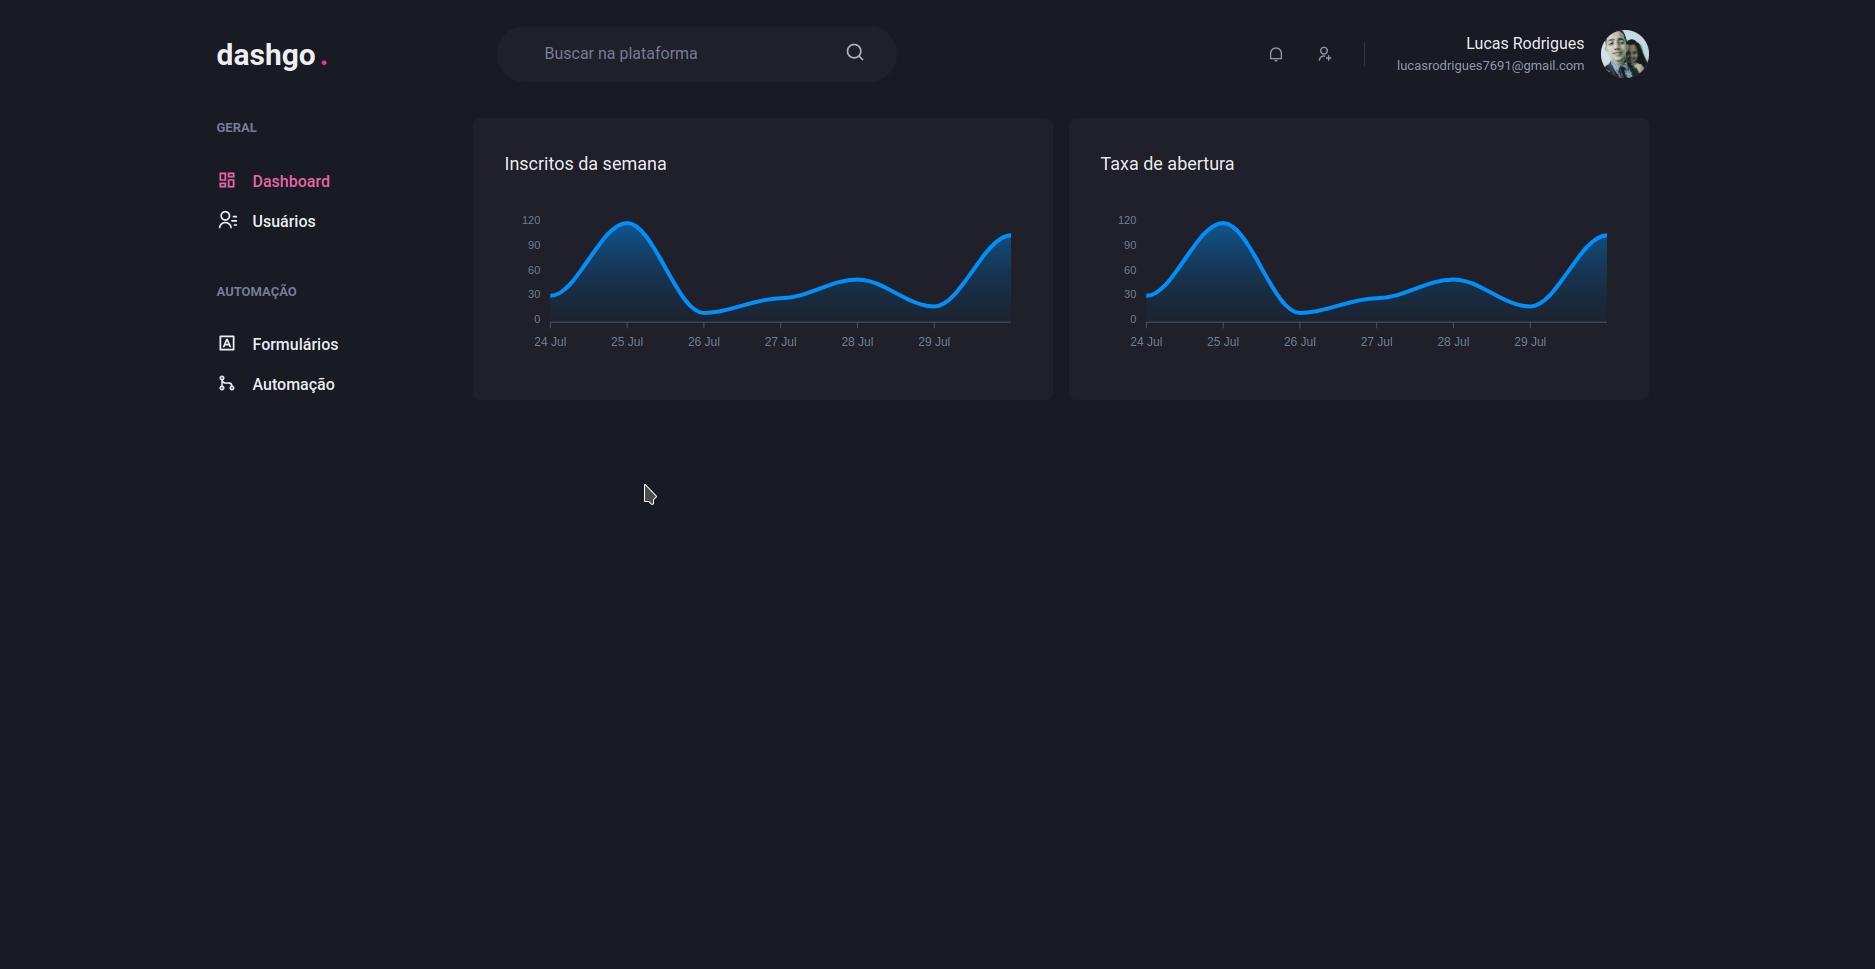 dashgo.
Buscar na plataforma
Lucas Rodrigues
lucasrodrigues7691@gmail.com
GERAL
Dashboard
Usuários
AUTOMAÇÃO
Formulários
Automação
Inscritos da semana
120
90
60
30
0
24 Jul 25 Jul 26 Jul 27 Jul 28 Jul 29 Jul
Taxa de abertura
120
90
60
30
0
24 Jul 25 Jul 26 Jul 27 Jul 28 Jul 29 Jul